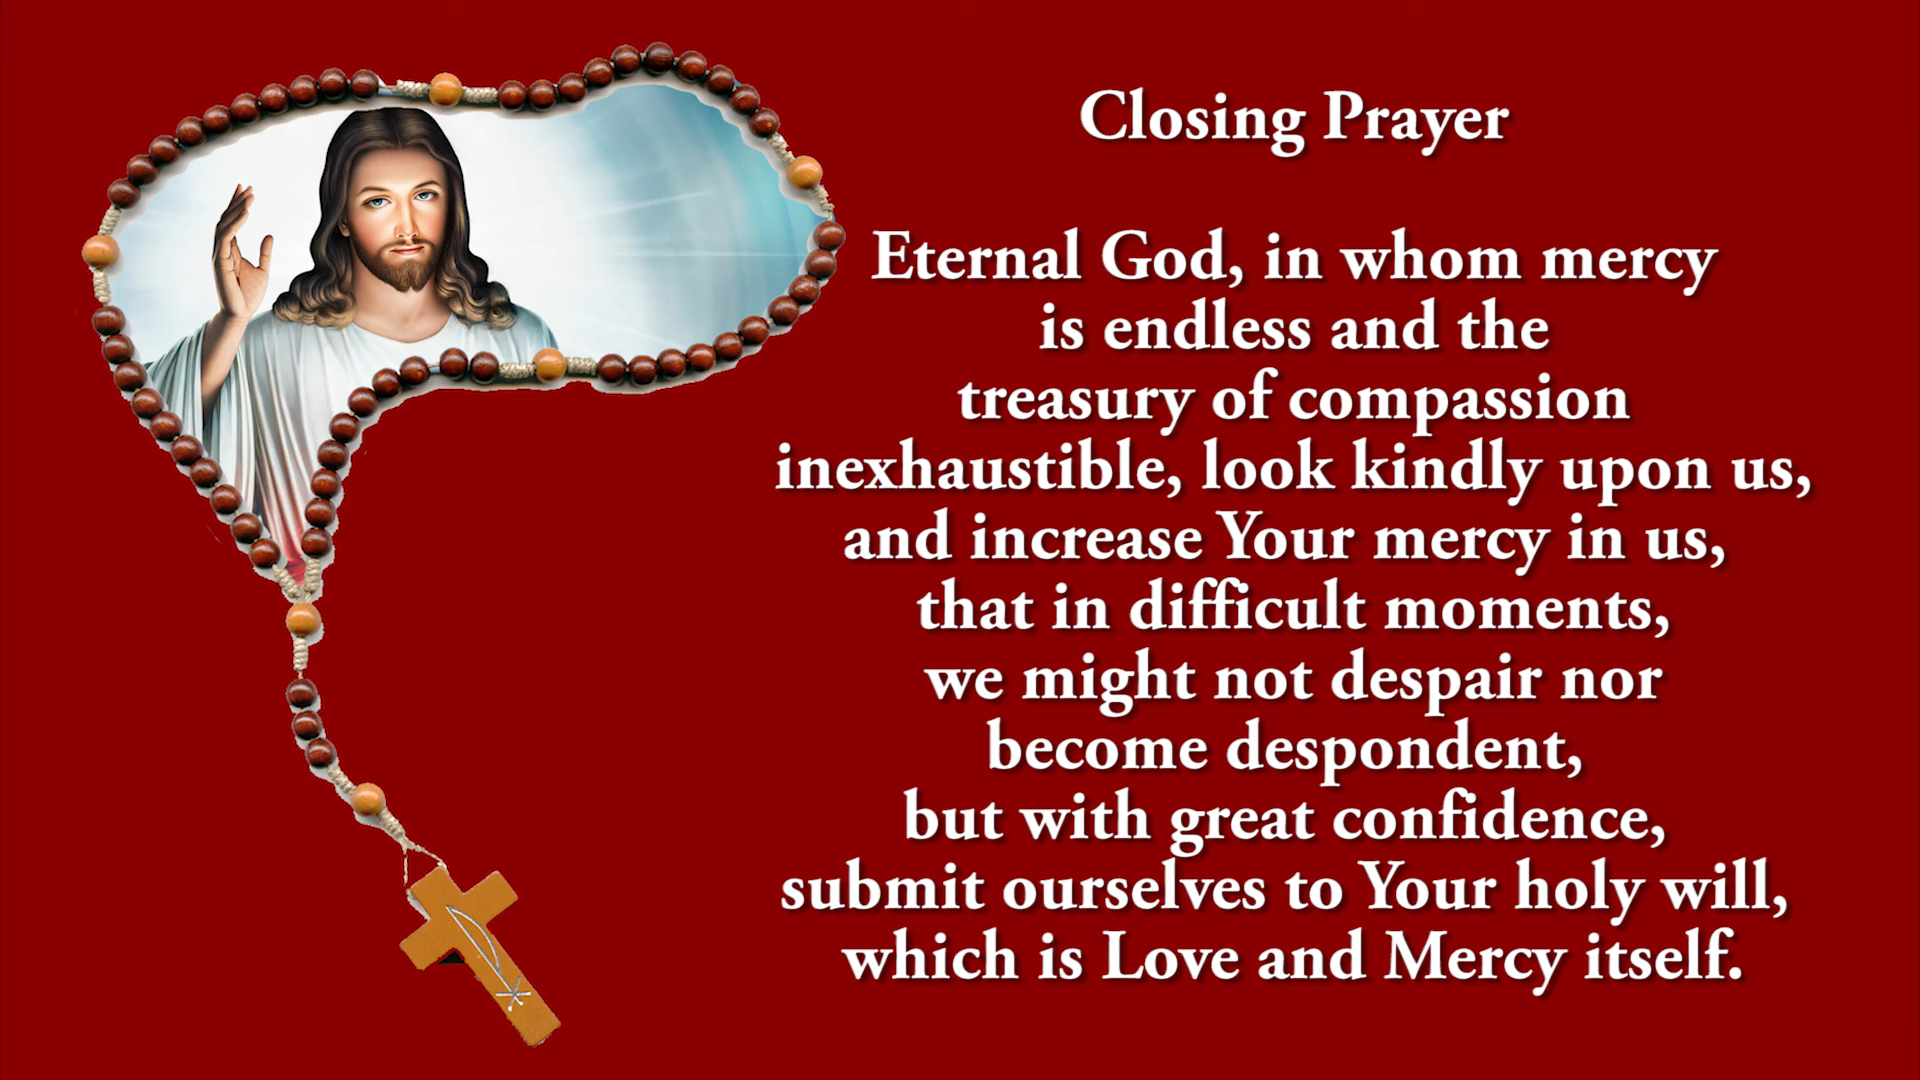 Closing Prayer
Eternal God, in whom mercy
is endless and the
treasury of compassion
inexhaustible, look kindly upon us,
and increase Your mercy in us,
that in difficult moments,
we might not despair nor
become despondent,
but with great confidence,
submit ourselves to Your holy will,
which is Love and Mercy itself.